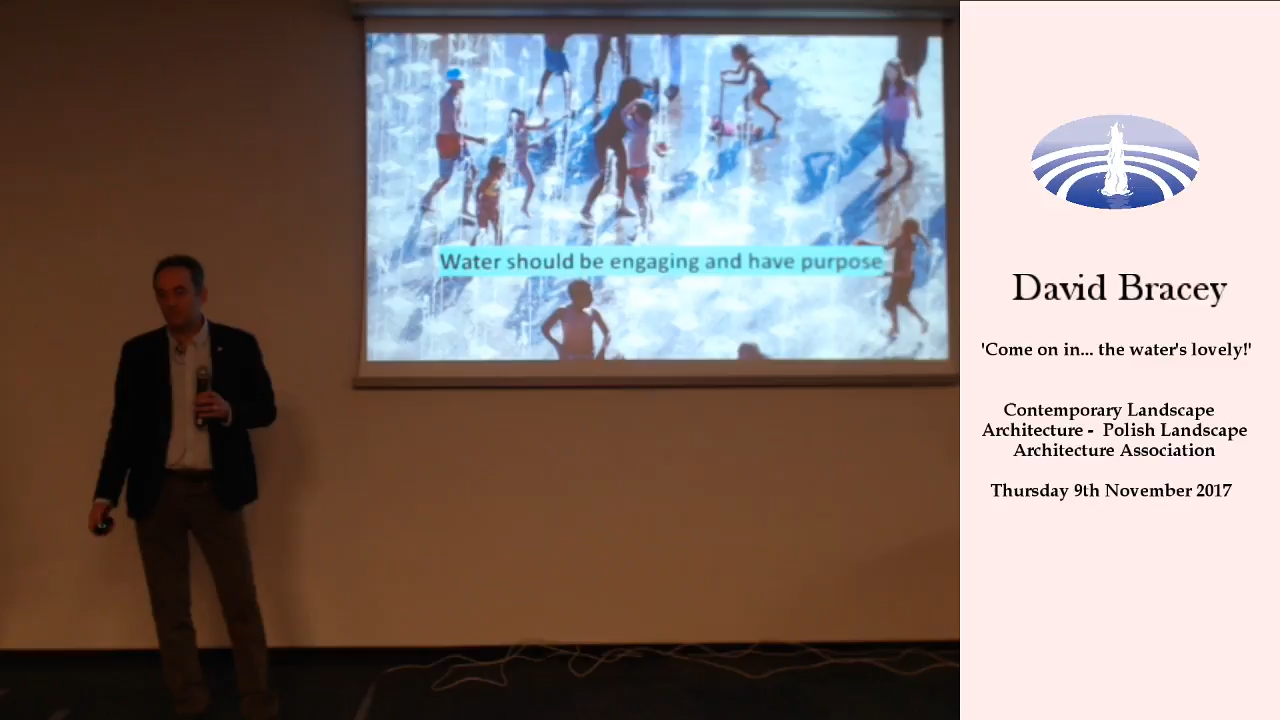 Water should be engaging and have purpose
David Bracey
'Come on in... the water's lovely!'
Contemporary Landscape
Architecture - Polish Landscape
Architecture Association
Thursday 9th November 2017